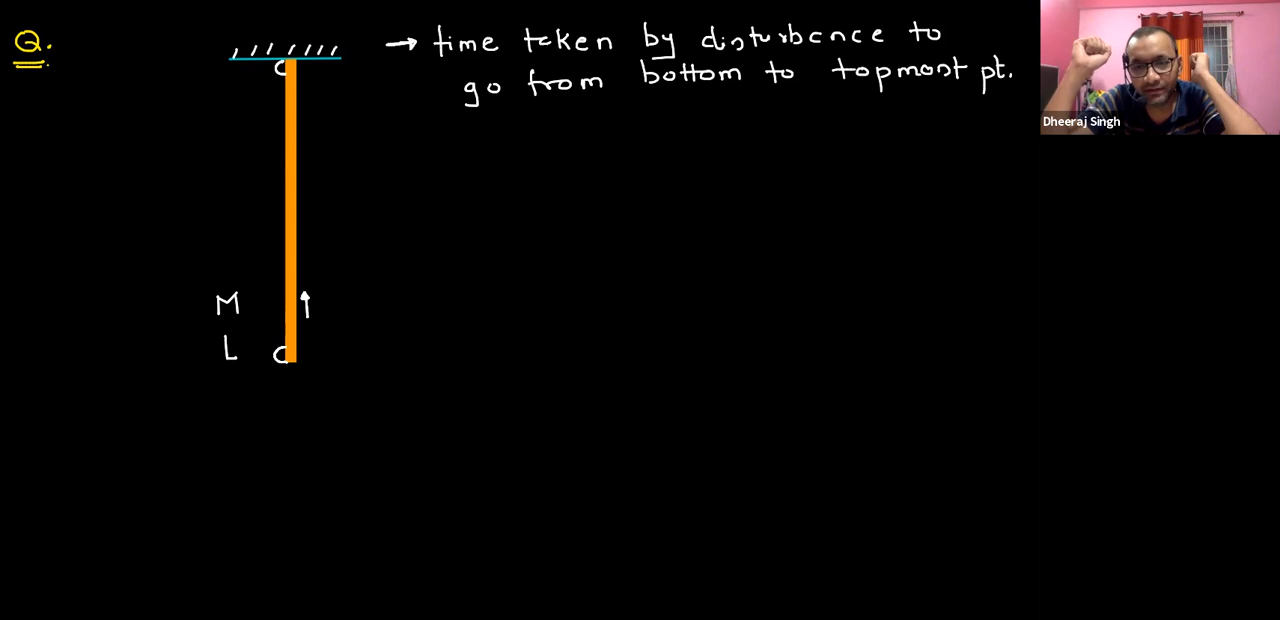 Q.
→ time taken by disturbance to
go from bottom to topmost pt.
Dheeraj Singh
M
L